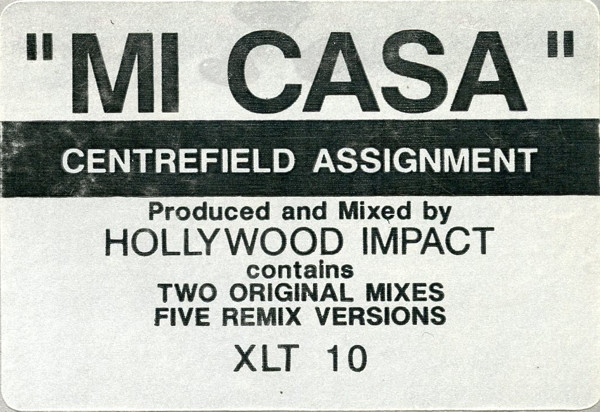 "MI CASA"
CENTREFIELD ASSIGNMENT
Produced and Mixed by
HOLLYWOOD IMPACT
contains
TWO ORIGINAL MIXES
FIVE REMIX VERSIONS
XLT 10